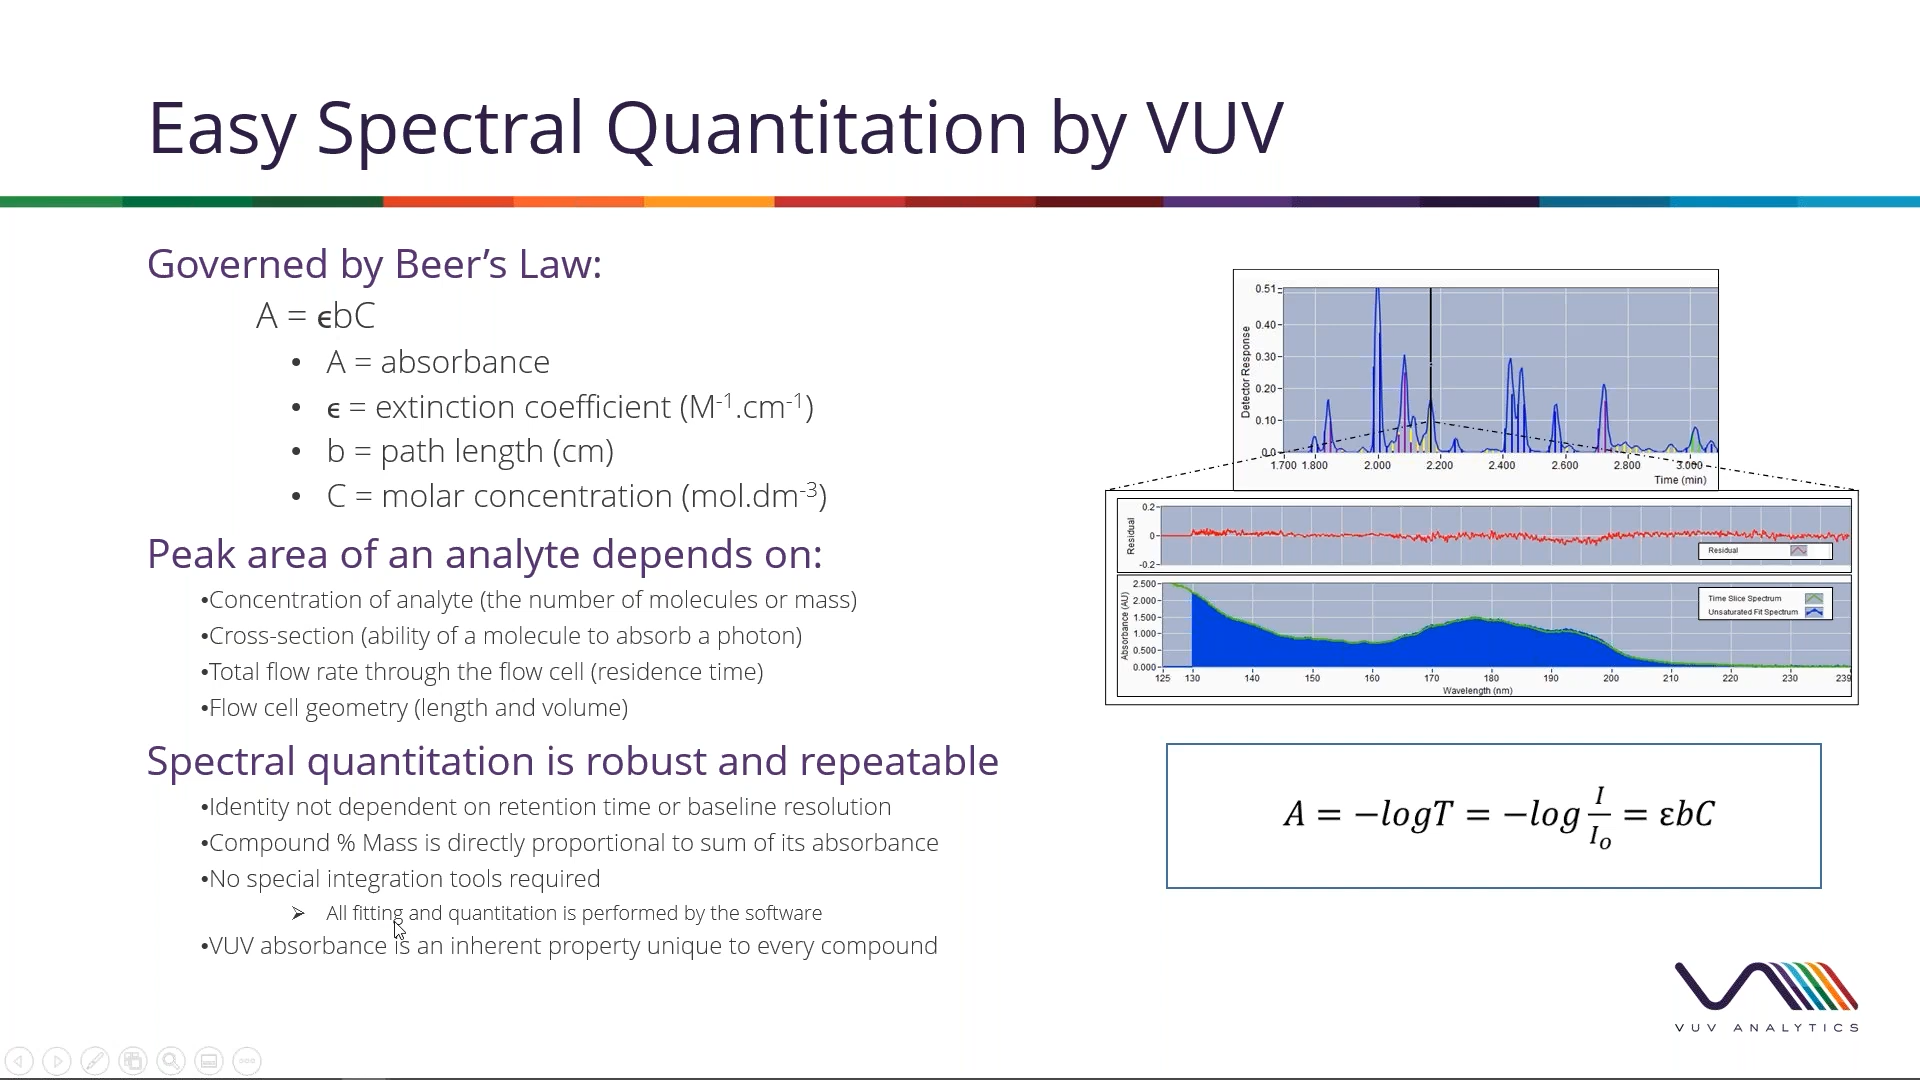 Easy Spectral Quantitation by VUV
Governed by Beer’s Law:
A = ϵbC
• A = absorbance
• ϵ = extinction coefficient (M⁻¹.cm⁻¹)
• b = path length (cm)
• C = molar concentration (mol.dm⁻³)
Peak area of an analyte depends on:
•Concentration of analyte (the number of molecules or mass)
•Cross-section (ability of a molecule to absorb a photon)
•Total flow rate through the flow cell (residence time)
•Flow cell geometry (length and volume)
Spectral quantitation is robust and repeatable
•Identity not dependent on retention time or baseline resolution
•Compound % Mass is directly proportional to sum of its absorbance
•No special integration tools required
➢ All fitting and quantitation is performed by the software
•VUV absorbance is an inherent property unique to every compound
Detector Response
0.51
0.40
0.30
0.20
0.10
0.0
1.700 1.800 2.000 2.200 2.400 2.600 2.800 3.000
Time (min)
Residual
0.2
0
-0.2
Residual
Absorbance (AU)
2.500
2.000
1.500
1.000
0.500
0.000
Time Slice Spectrum
Unsaturated Fit Spectrum
125 130 140 150 160 170 180 190 200 210 220 230 239
Wavelength (nm)
A = −logT = −log I/I₀ = εbC
VUV ANALYTICS